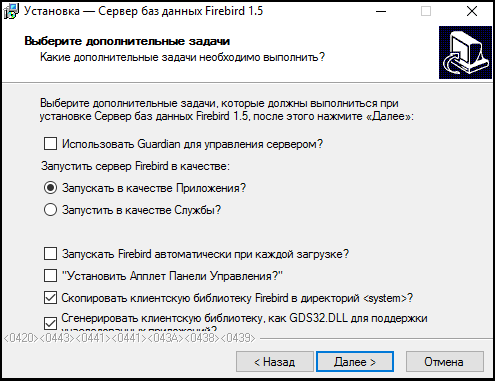 Установка — Сервер баз данных Firebird 1.5
Выберите дополнительные задачи
Какие дополнительные задачи необходимо выполнить?
Выберите дополнительные задачи, которые должны выполниться при
установке Сервер баз данных Firebird 1.5, после этого нажмите «Далее»:
Использовать Guardian для управления сервером?
Запустить сервер Firebird в качестве:
Запускать в качестве Приложения?
Запустить в качестве Службы?
Запускать Firebird автоматически при каждой загрузке?
"Установить Апплет Панели Управления?"
Скопировать клиентскую библиотеку Firebird в директорий <system>?
Сгенерировать клиентскую библиотеку, как GDS32.DLL для поддержки
унаследованных приложений?
<0420><0443><0441><0441><043A><0438><0439>
< Назад
Далее >
Отмена